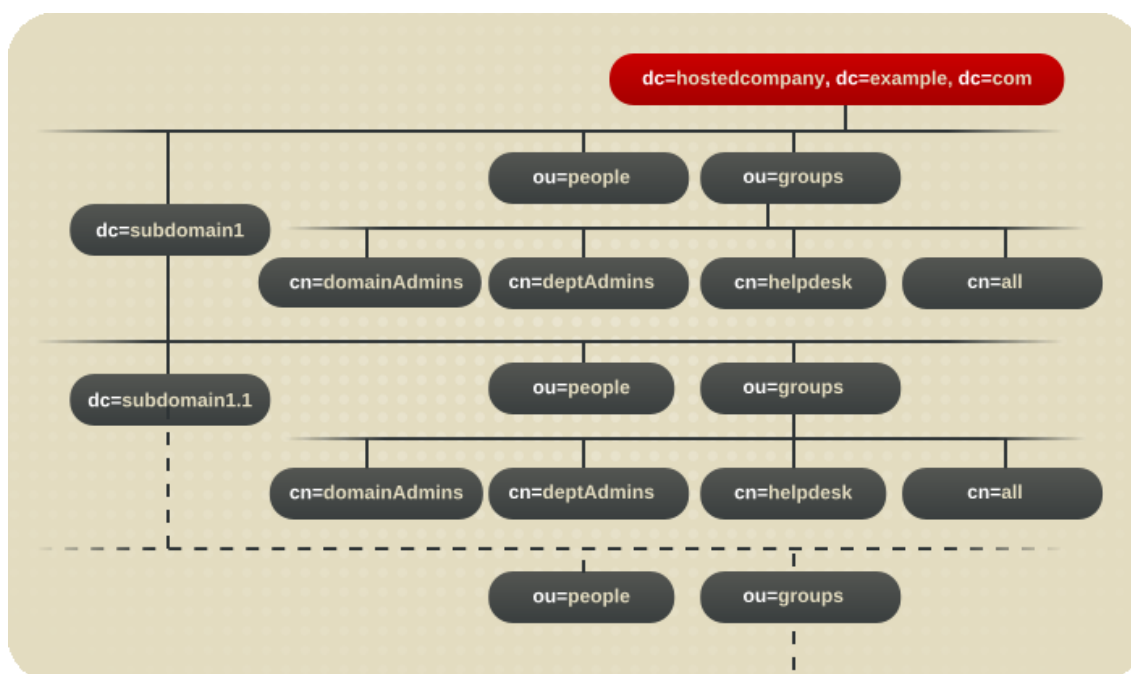 dc=hostedcompany, dc=example, dc=com
ou=people
ou=groups
dc=subdomain1
cn=domainAdmins
cn=deptAdmins
cn=helpdesk
cn=all
ou=people
ou=groups
dc=subdomain1.1
cn=domainAdmins
cn=deptAdmins
cn=helpdesk
cn=all
ou=people
ou=groups